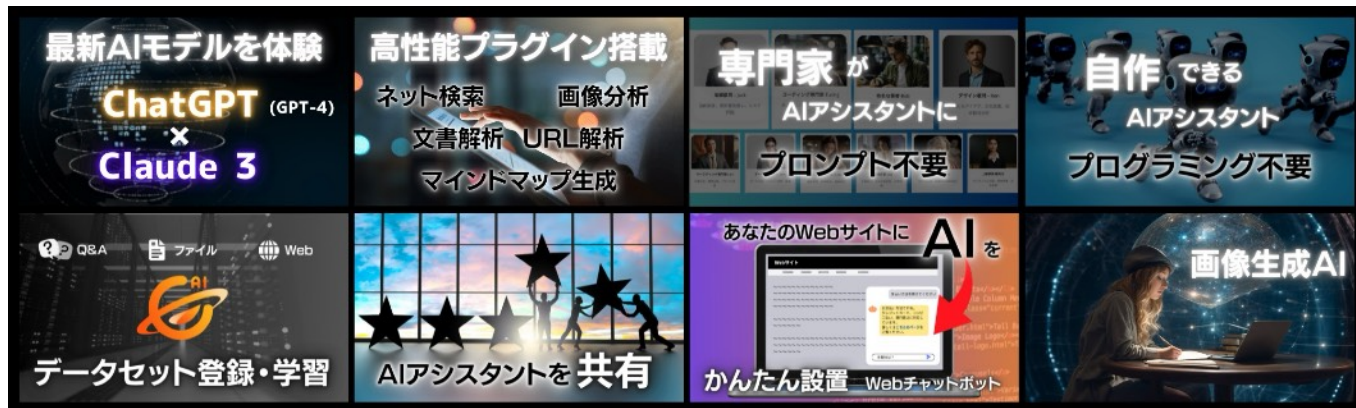 最新AIモデルを体験
ChatGPT (GPT-4)
×
Claude 3
高性能プラグイン搭載
ネット検索 画像分析
文書解析 URL解析
マインドマップ生成
専門家 が
AIアシスタントに
プロンプト不要
自作 できる
AIアシスタント
プログラミング不要
Q&A ファイル Web
AI
データセット登録・学習
AIアシスタントを 共有
あなたのWebサイトに AI を
Webサイト
かんたん設置 Webチャットボット
画像生成AI